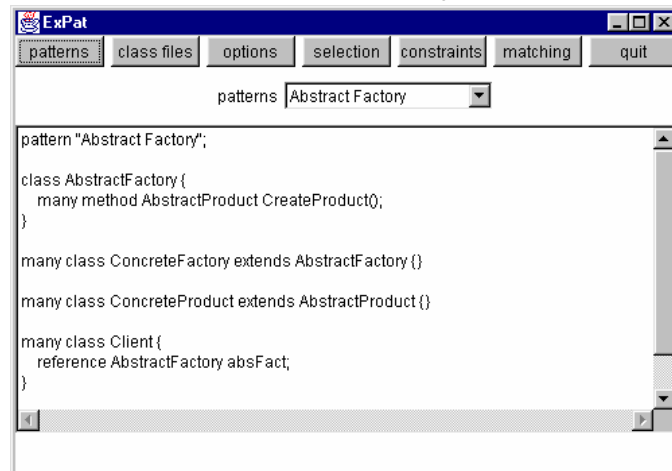 ExPat
patterns class files options selection constraints matching quit
patterns Abstract Factory
pattern "Abstract Factory";
class AbstractFactory {
many method AbstractProduct CreateProduct();
}
many class ConcreteFactory extends AbstractFactory {}
many class ConcreteProduct extends AbstractProduct {}
many class Client {
reference AbstractFactory absFact;
}